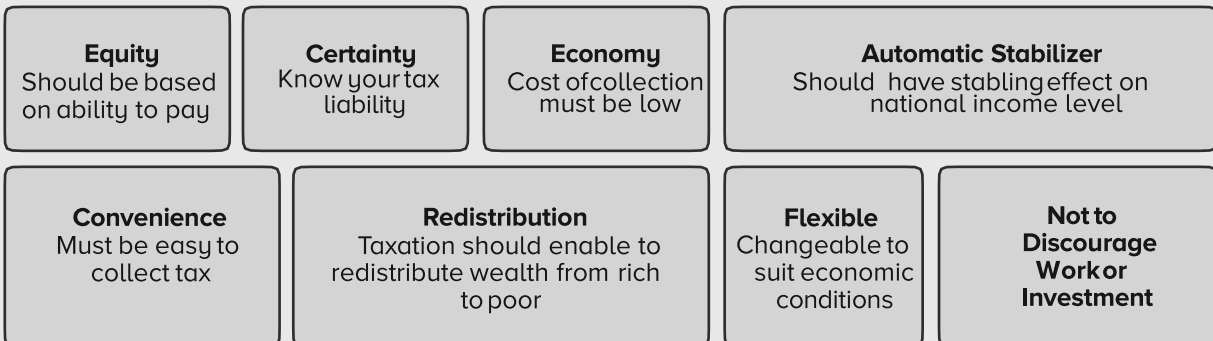 Equity
Should be based
on ability to pay
Certainty
Know your tax
liability
Economy
Cost ofcollection
must be low
Automatic Stabilizer
Should have stabling effect on
national income level
Convenience
Must be easy to
collect tax
Redistribution
Taxation should enable to
redistribute wealth from rich
to poor
Flexible
Changeable to
suit economic
conditions
Not to
Discourage
Work or
Investment